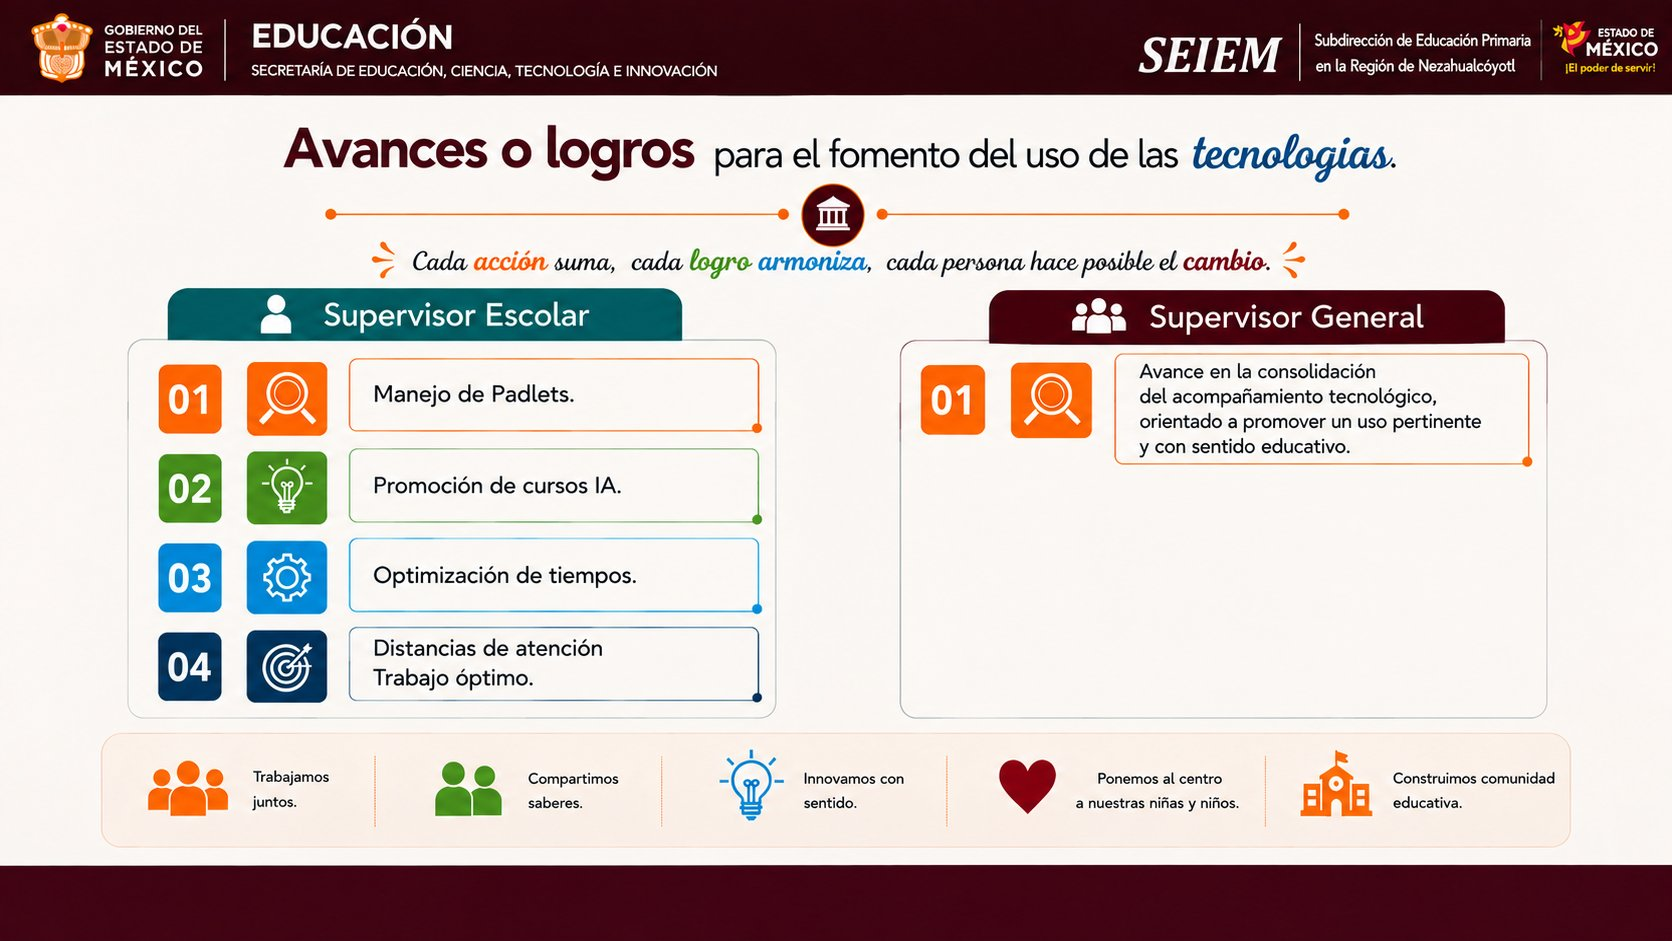 GOBIERNO DEL
ESTADO DE
MÉXICO
EDUCACIÓN
SECRETARÍA DE EDUCACIÓN, CIENCIA, TECNOLOGÍA E INNOVACIÓN
SEIEM
Subdirección de Educación Primaria
en la Región de Nezahualcóyotl
ESTADO DE
MÉXICO
¡El poder de servir!
Avances o logros para el fomento del uso de las tecnologias.
Cada acción suma, cada logro armoniza, cada persona hace posible el cambio.
Supervisor Escolar
01
Manejo de Padlets.
02
Promoción de cursos IA.
03
Optimización de tiempos.
04
Distancias de atención
Trabajo óptimo.
Supervisor General
01
Avance en la consolidación
del acompañamiento tecnológico,
orientado a promover un uso pertinente
y con sentido educativo.
Trabajamos
juntos.
Compartimos
saberes.
Innovamos con
sentido.
Ponemos al centro
a nuestras niñas y niños.
Construimos comunidad
educativa.